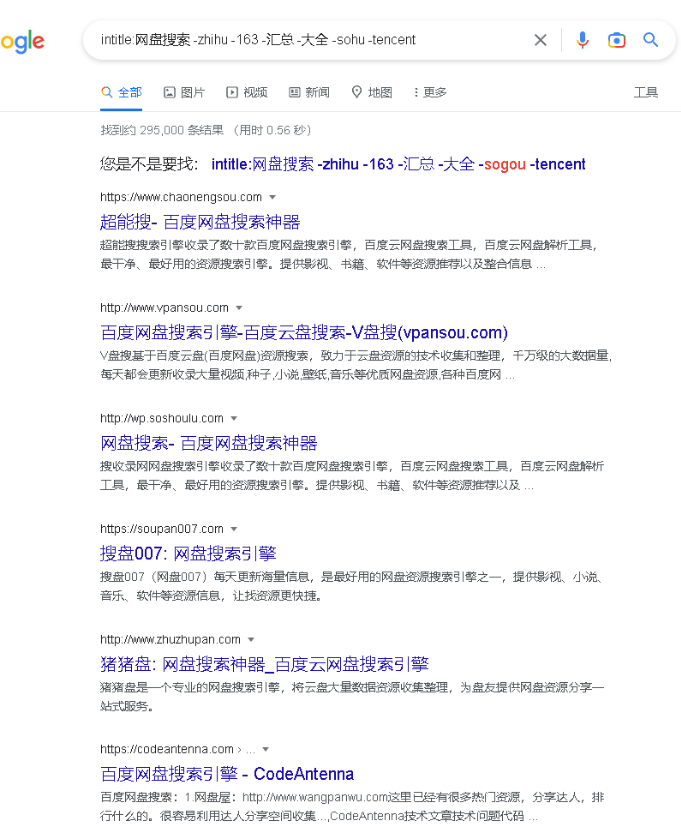 ogle
intitle:网盘搜索 -zhihu -163 -汇总 -大全 -sohu -tencent
全部 图片 视频 新闻 地图 更多 工具
找到约 295,000 条结果 （用时 0.56 秒）
您是不是要找： intitle:网盘搜索 -zhihu -163 -汇总 -大全 -sogou -tencent
https://www.chaonengsou.com
超能搜- 百度网盘搜索神器
超能搜搜索引擎收录了数十款百度网盘搜索引擎，百度云网盘搜索工具，百度云网盘解析工具，
最干净、最好用的资源搜索引擎。提供影视、书籍、软件等资源推荐以及整合信息 ...
http://www.vpansou.com
百度网盘搜索引擎-百度云盘搜索-V盘搜(vpansou.com)
V盘搜基于百度云盘(百度网盘)资源搜索，致力于云盘资源的技术收集和整理，千万级的大数据量,
每天都会更新收录大量视频,种子,小说,壁纸,音乐等优质网盘资源,各种百度网 ...
http://wp.soshoulu.com
网盘搜索- 百度网盘搜索神器
搜收录网网盘搜索引擎收录了数十款百度网盘搜索引擎，百度云网盘搜索工具，百度云网盘解析
工具，最干净、最好用的资源搜索引擎。提供影视、书籍、软件等资源推荐以及 ...
https://soupan007.com
搜盘007: 网盘搜索引擎
搜盘007（网盘007）每天更新海量信息，是最好用的网盘资源搜索引擎之一，提供影视、小说、
音乐、软件等资源信息，让找资源更快捷。
http://www.zhuzhupan.com
猪猪盘: 网盘搜索神器_百度云网盘搜索引擎
猪猪盘是一个专业的网盘搜索引擎，将云盘大量数据资源收集整理，为盘友提供网盘资源分享一
站式服务。
https://codeantenna.com › ...
百度网盘搜索引擎 - CodeAntenna
百度网盘搜索：1.网盘屋：http://www.wangpanwu.com这里已经有很多热门资源，分享达人，排
行什么的。很容易利用达人分享空间收集...,CodeAntenna技术文章技术问题代码 ...